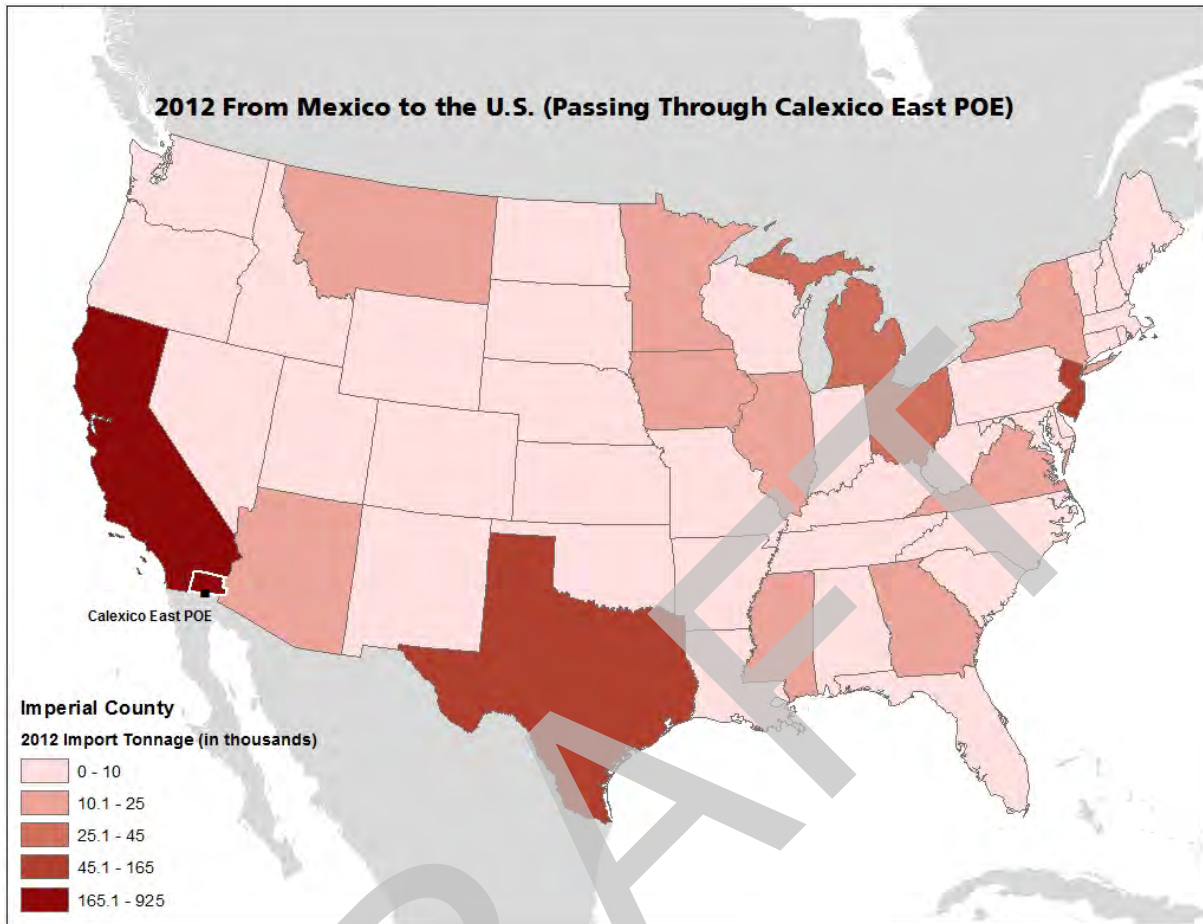 2012 From Mexico to the U.S. (Passing Through Calexico East POE)
Calexico East POE
Imperial County
2012 Import Tonnage (in thousands)
0 - 10
10.1 - 25
25.1 - 45
45.1 - 165
165.1 - 925
DRAFT